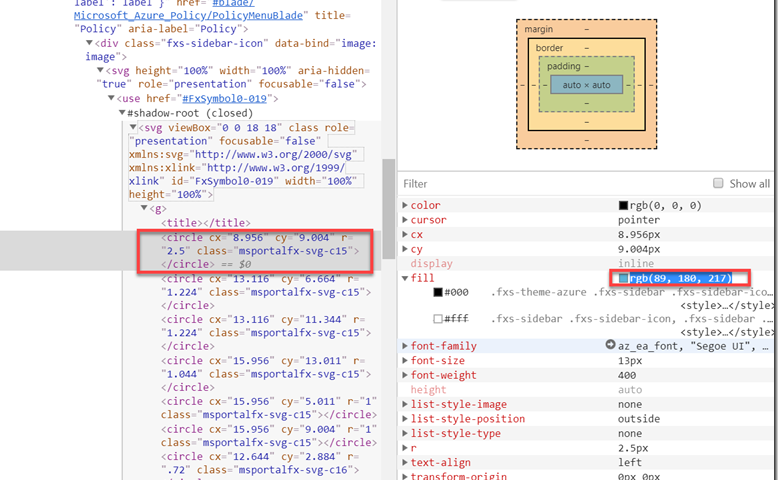 label':'label'}" href="#blade/
Microsoft_Azure_Policy/PolicyMenuBlade" title=
"Policy" aria-label="Policy">
▼<div class="fxs-sidebar-icon" data-bind="image:
image">
▼<svg height="100%" width="100%" aria-hidden=
"true" role="presentation" focusable="false">
▼<use href="#FxSymbol0-019">
▼#shadow-root (closed)
▼<svg viewBox="0 0 18 18" class role=
"presentation" focusable="false"
xmlns:svg="http://www.w3.org/2000/svg"
xmlns:xlink="http://www.w3.org/1999/
xlink" id="FxSymbol0-019" width="100%"
height="100%">
▼<g>
<title></title>
<circle cx="8.956" cy="9.004" r=
"2.5" class="msportalfx-svg-c15">
</circle> == $0
<circle cx="13.116" cy="6.664" r=
"1.224" class="msportalfx-svg-c15">
</circle>
<circle cx="13.116" cy="11.344" r=
"1.224" class="msportalfx-svg-c15">
</circle>
<circle cx="15.956" cy="13.011" r=
"1.044" class="msportalfx-svg-c15">
</circle>
<circle cx="15.956" cy="5.011" r="1"
class="msportalfx-svg-c15"></circle>
<circle cx="15.956" cy="9.004" r="1"
class="msportalfx-svg-c15"></circle>
<circle cx="12.644" cy="2.884" r=
".72" class="msportalfx-svg-c16">
</circle>
margin -
border -
padding -
- - - auto × auto - - -
-
-
-
Filter Show all
color rgb(0, 0, 0)
cursor pointer
cx 8.956px
cy 9.004px
display inline
fill rgb(89, 180, 217)
#000 .fxs-theme-azure .fxs-sidebar .fxs-sidebar-ico…
<style>…</style>
#fff .fxs-sidebar .fxs-sidebar-icon, .fxs-sidebar …
<style>…</style>
font-family az_ea_font, "Segoe UI", …
font-size 13px
font-weight 400
height auto
list-style-image none
list-style-position outside
list-style-type none
r 2.5px
text-align left
transform-origin 0px 0px